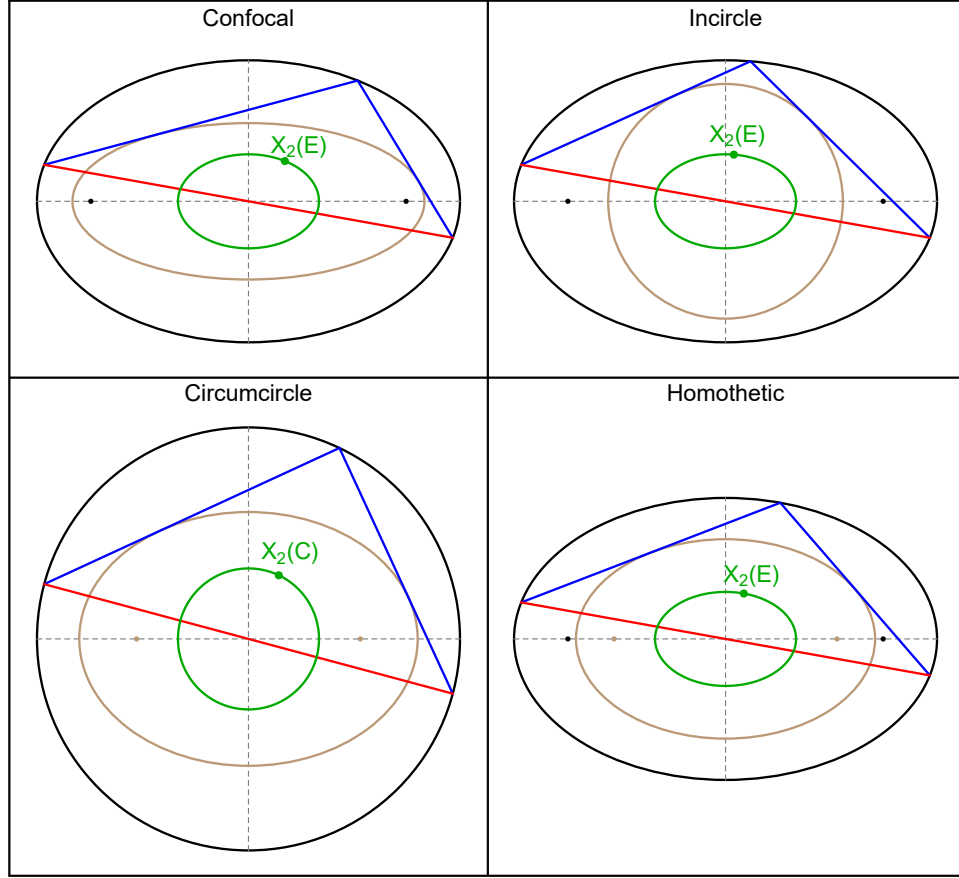 Confocal
Incircle
X2(E)
X2(E)
Circumcircle
Homothetic
X2(C)
X2(E)